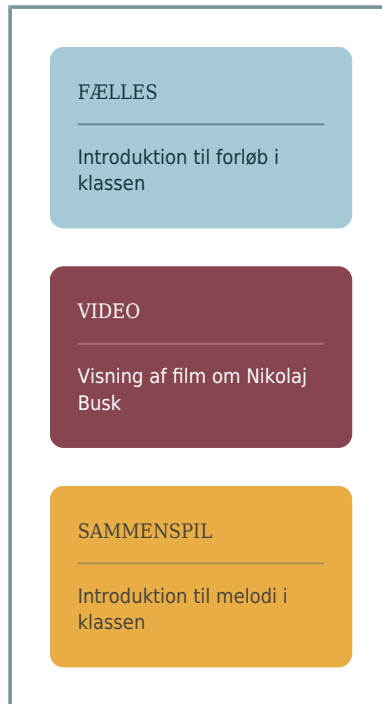 FÆLLES
Introduktion til forløb i
klassen
VIDEO
Visning af film om Nikolaj
Busk
SAMMENSPIL
Introduktion til melodi i
klassen